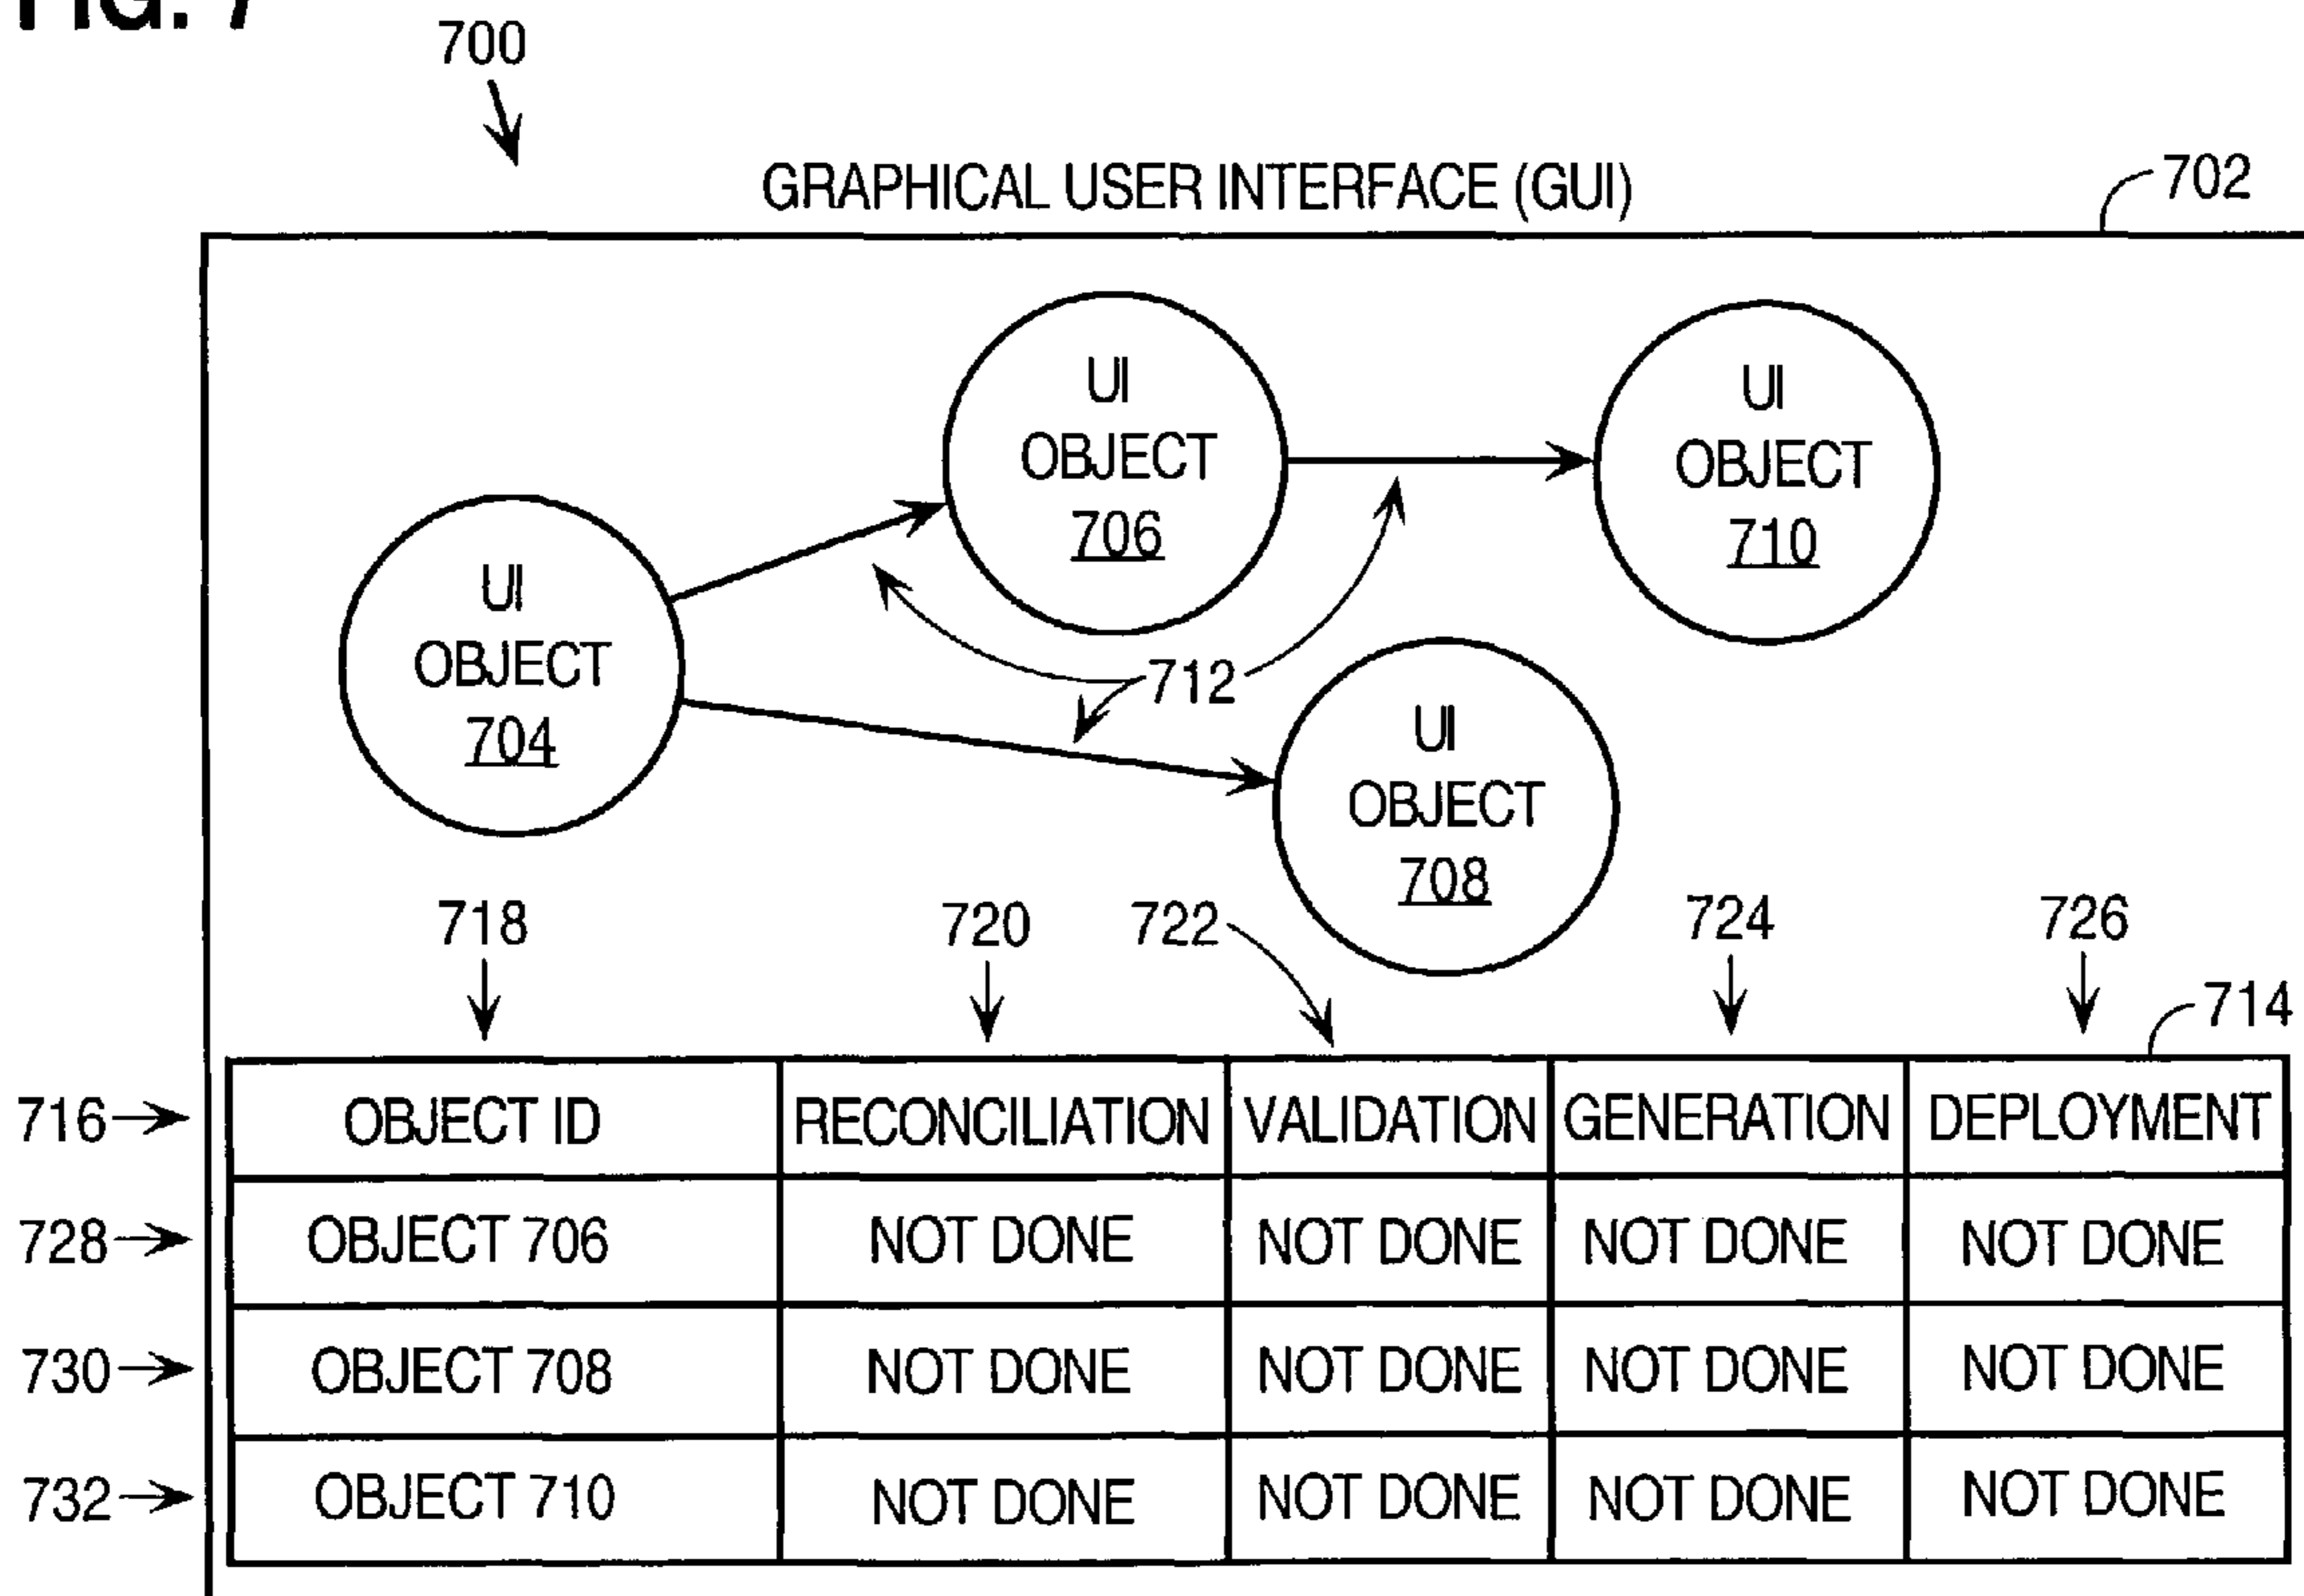 FIG. 7
700
GRAPHICAL USER INTERFACE (GUI)
702
UI
OBJECT
706
UI
OBJECT
710
UI
OBJECT
704
712
UI
OBJECT
708
718
720
722
724
726
714
716 OBJECT ID RECONCILIATION VALIDATION GENERATION DEPLOYMENT
728 OBJECT 706 NOT DONE NOT DONE NOT DONE NOT DONE
730 OBJECT 708 NOT DONE NOT DONE NOT DONE NOT DONE
732 OBJECT 710 NOT DONE NOT DONE NOT DONE NOT DONE